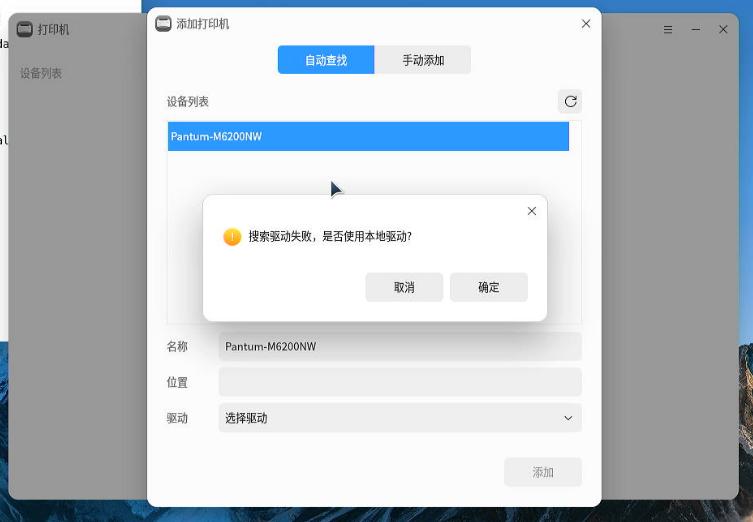 da
打印机
添加打印机
自动查找
手动添加
设备列表
设备列表
al
Pantum-M6200NW
搜索驱动失败，是否使用本地驱动?
取消
确定
名称
Pantum-M6200NW
位置
驱动
选择驱动
添加